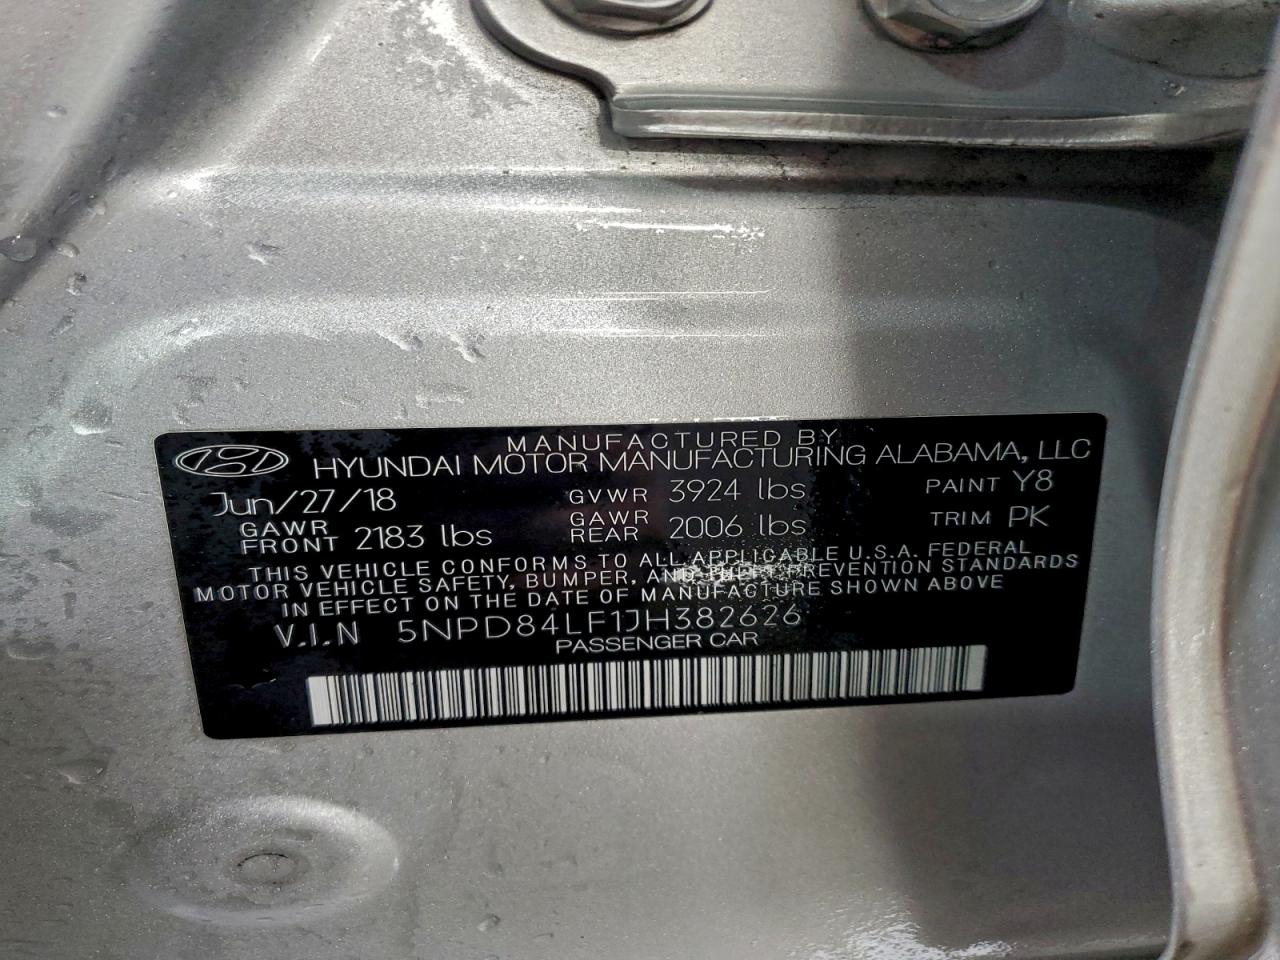 MANUFACTURED BY
HYUNDAI MOTOR MANUFACTURING ALABAMA, LLC
Jun/27/18 GVWR 3924 lbs PAINT Y8
GAWR FRONT 2183 lbs GAWR REAR 2006 lbs TRIM PK
THIS VEHICLE CONFORMS TO ALL APPLICABLE U.S.A. FEDERAL
MOTOR VEHICLE SAFETY, BUMPER, AND THEFT PREVENTION STANDARDS
IN EFFECT ON THE DATE OF MANUFACTURE SHOWN ABOVE
V.I.N 5NPD84LF1JH382626
PASSENGER CAR